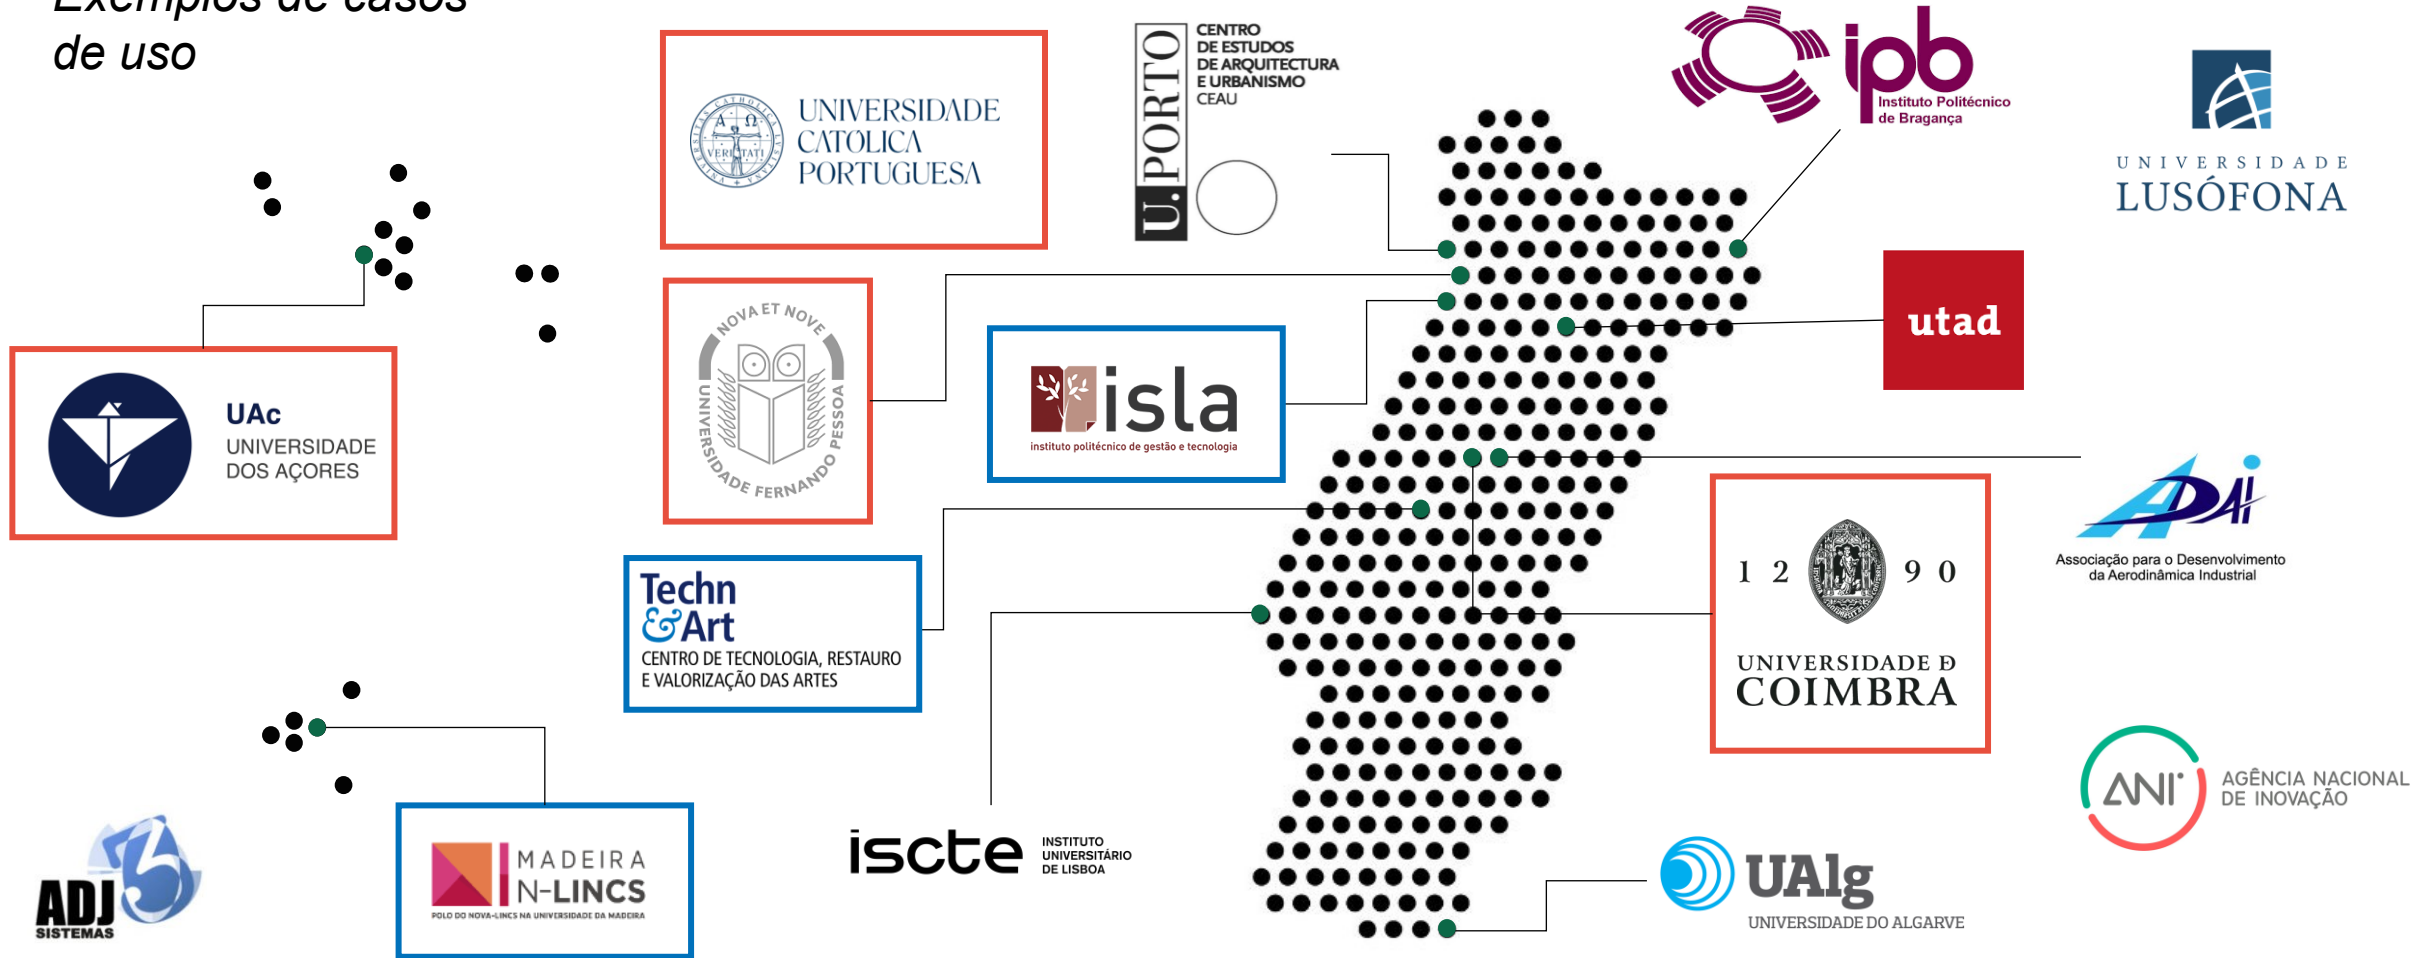 Exemplos de casos
de uso
UNIVERSIDADE
CATÓLICA
PORTUGUESA
U. PORTO
CENTRO
DE ESTUDOS
DE ARQUITECTURA
E URBANISMO
CEAU
ipb
Instituto Politécnico
de Bragança
UNIVERSIDADE
LUSÓFONA
UAc
UNIVERSIDADE
DOS AÇORES
NOVA ET NOVE
UNIVERSIDADE FERNANDO PESSOA
isla
instituto politécnico de gestão e tecnologia
utad
Techn
&Art
CENTRO DE TECNOLOGIA, RESTAURO
E VALORIZAÇÃO DAS ARTES
1 2 9 0
UNIVERSIDADE Ð
COIMBRA
ADAI
Associação para o Desenvolvimento
da Aerodinâmica Industrial
ANI
AGÊNCIA NACIONAL
DE INOVAÇÃO
ADJ 3
SISTEMAS
MADEIRA
N-LINCS
POLO DO NOVA-LINCS NA UNIVERSIDADE DA MADEIRA
iscte
INSTITUTO
UNIVERSITÁRIO
DE LISBOA
UAlg
UNIVERSIDADE DO ALGARVE